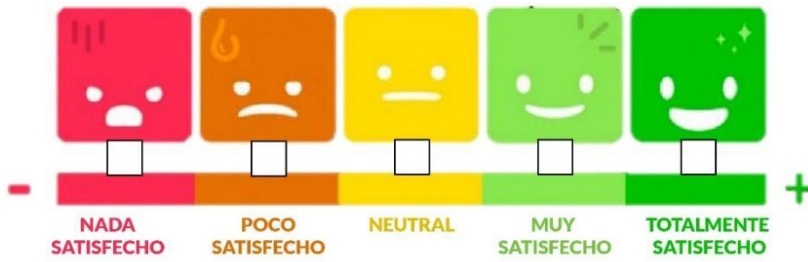 - +
NADA
SATISFECHO
POCO
SATISFECHO
NEUTRAL
MUY
SATISFECHO
TOTALMENTE
SATISFECHO